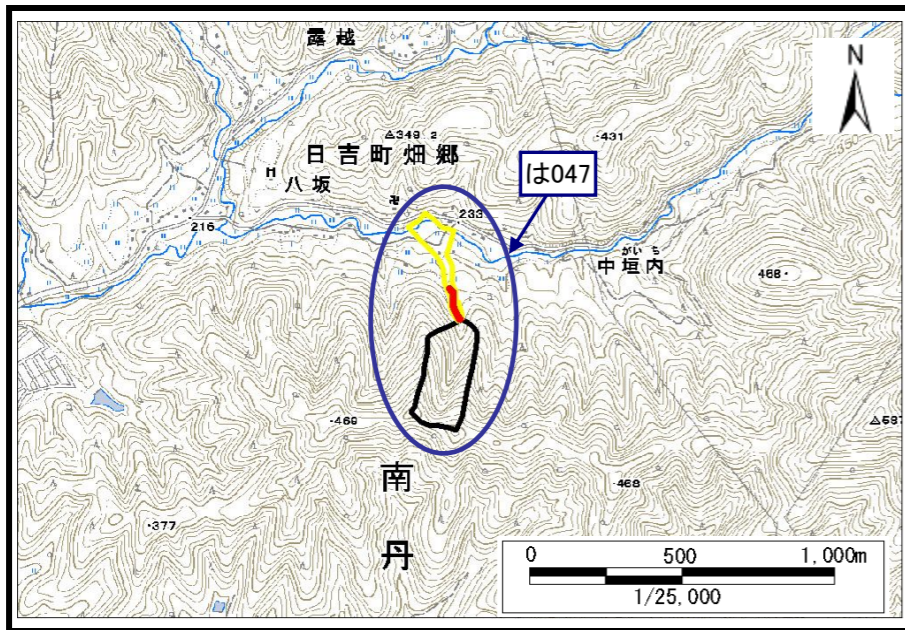 露越
N
△349.2
・431
日吉町畑郷
は047
八坂
・233
216
がいち
中垣内
468・
・469
△587
南
・468
・377
丹
0 500 1,000m
1/25,000